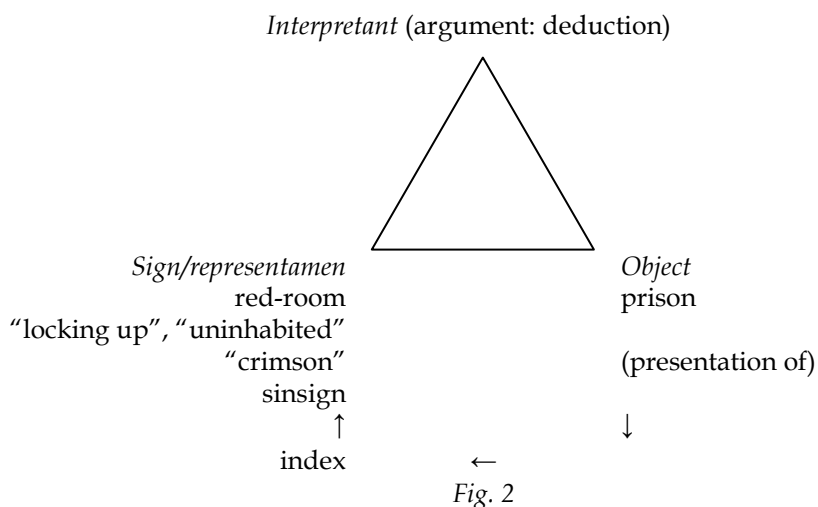 Interpretant (argument: deduction)
Sign/representamen Object
red-room prison
“locking up”, “uninhabited”
“crimson” (presentation of)
sinsign
↑ ↓
index ←
Fig. 2